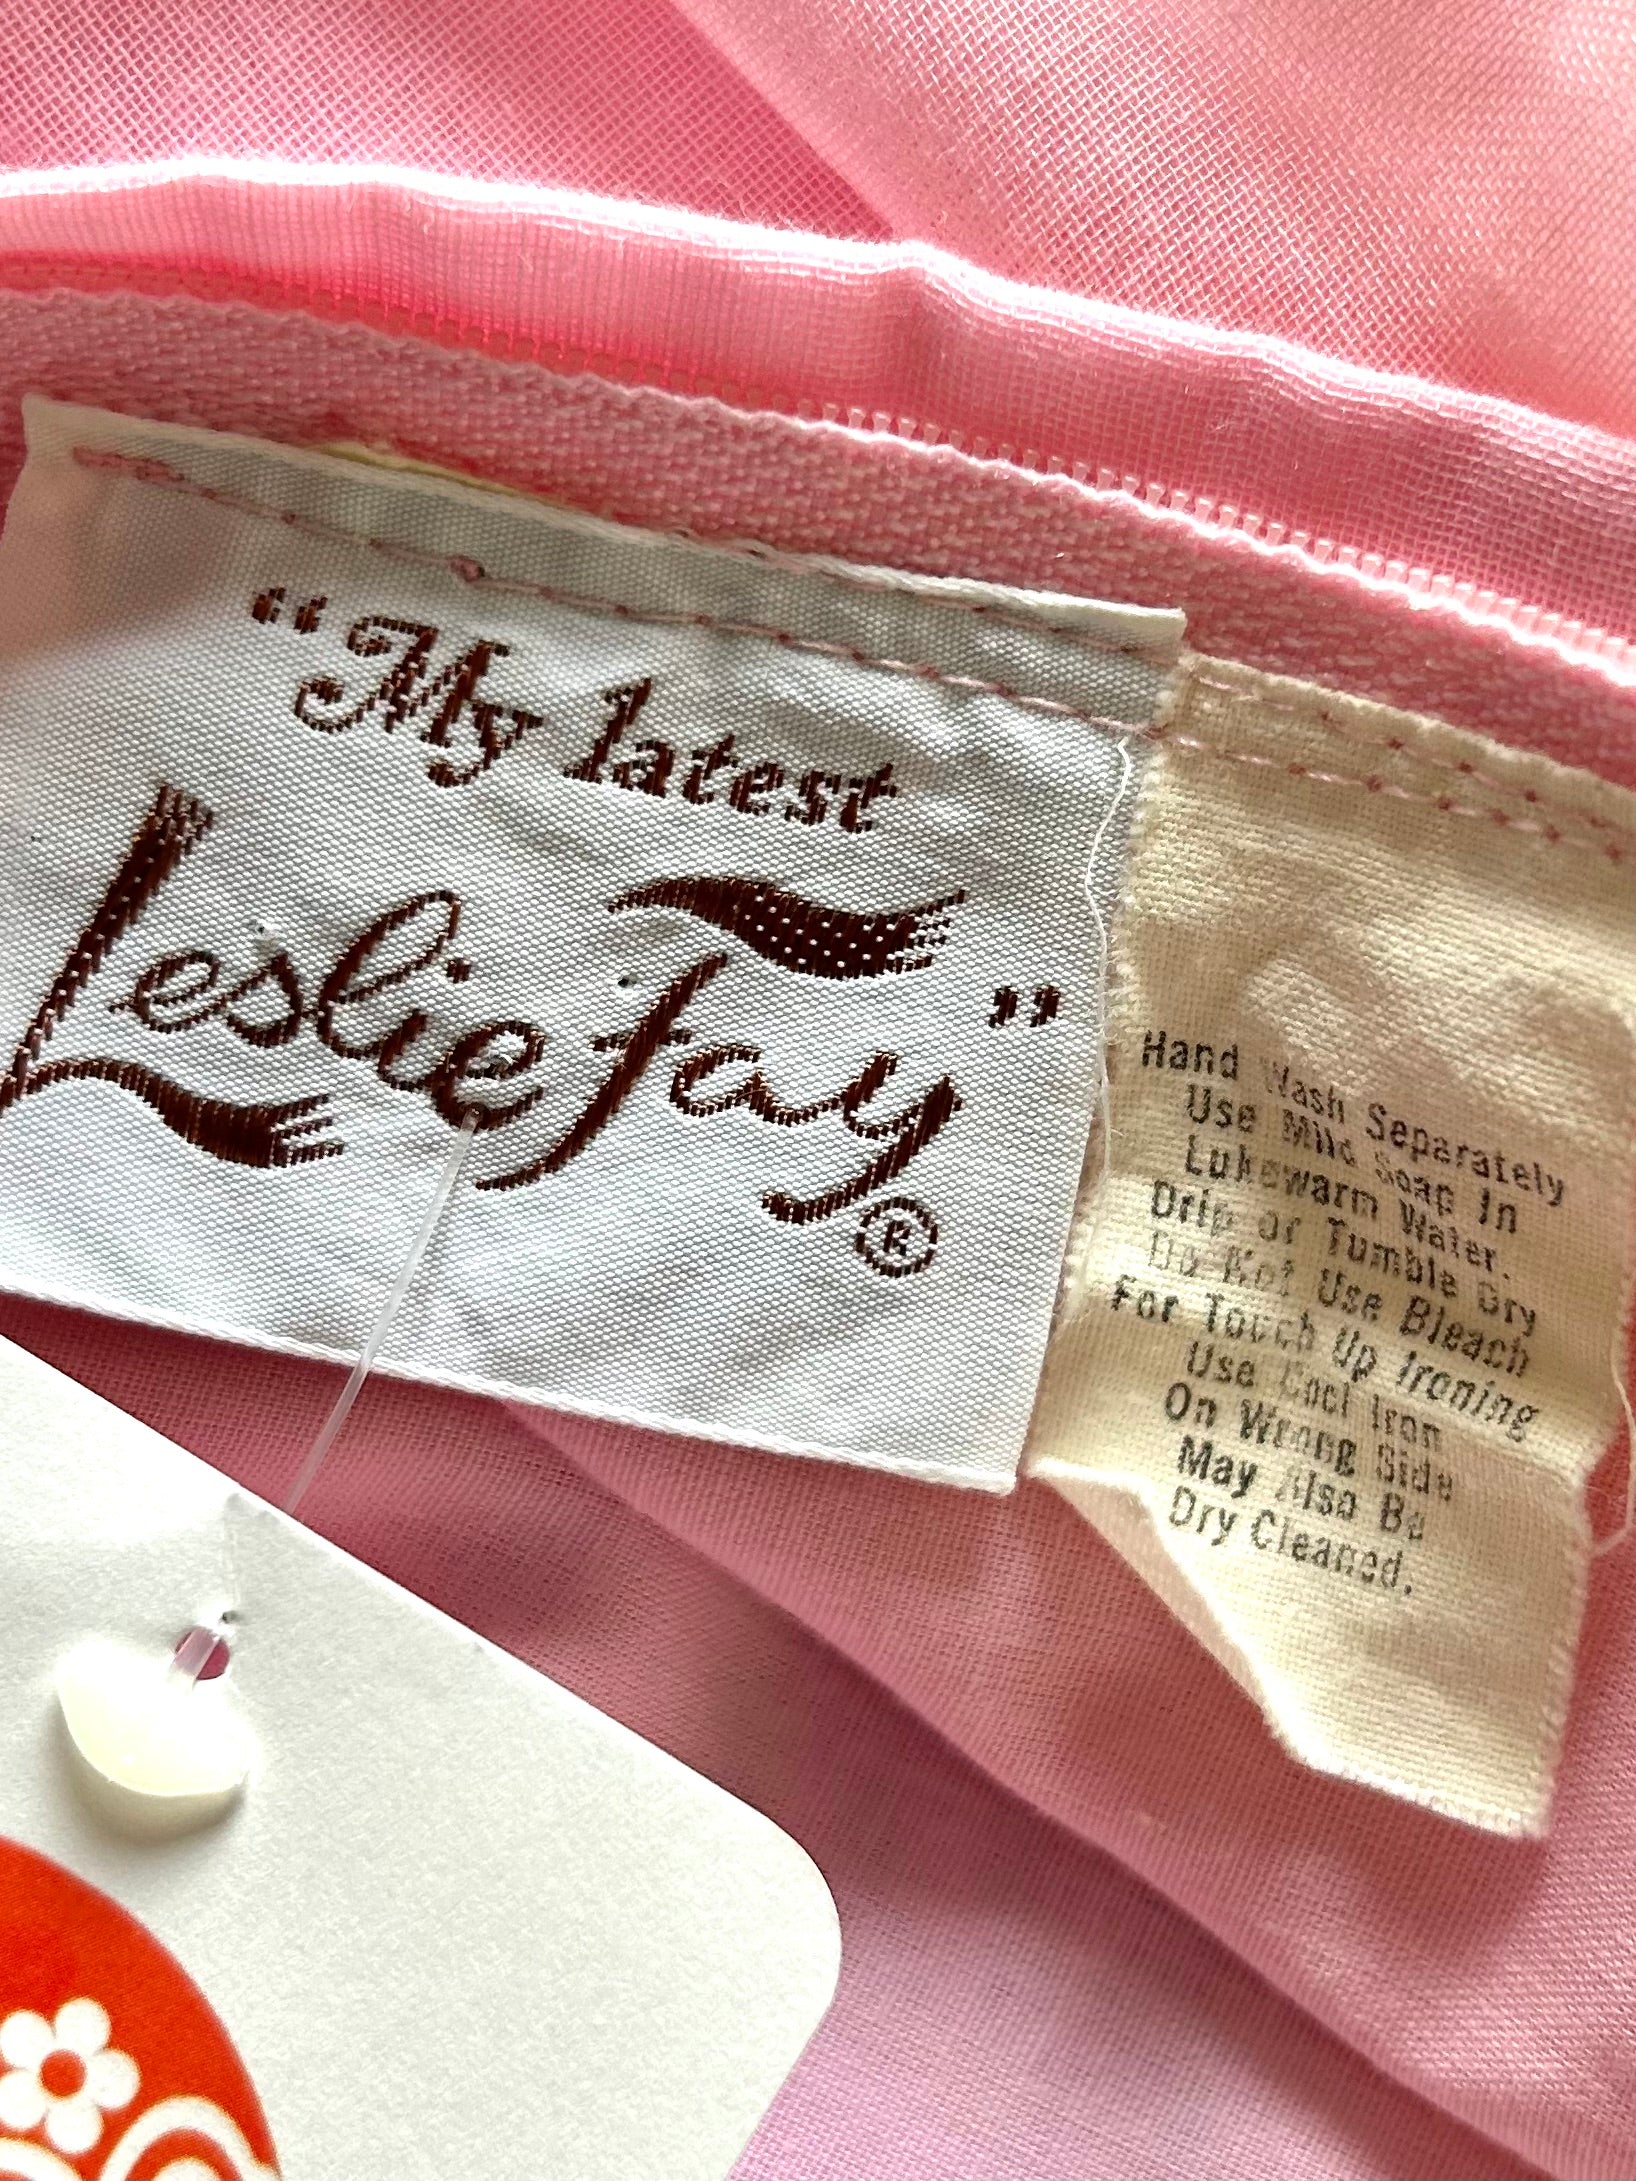 “My latest
Leslie Fay”
®
Hand Wash Separately
Use Mild Soap In
Lukewarm Water.
Drip or Tumble Dry
Do Not Use Bleach
For Touch Up Ironing
Use Cool Iron
On Wrong Side
May Also Be
Dry Cleaned.